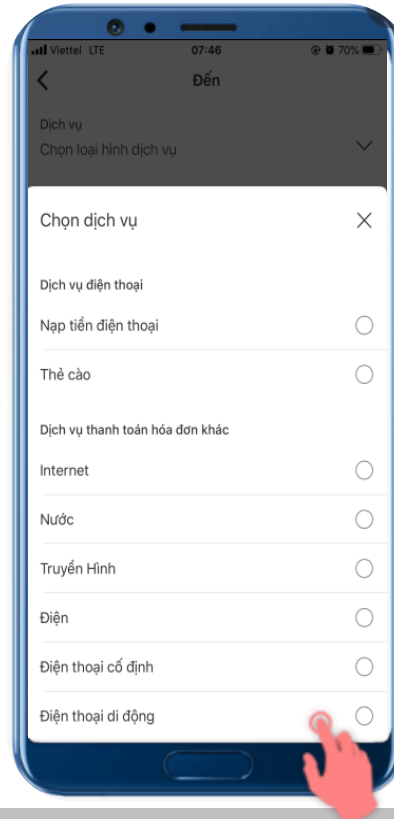 Viettel LTE 07:46 70%
Đến
Dịch vụ
Chọn loại hình dịch vụ
Chọn dịch vụ
Dịch vụ điện thoại
Nạp tiền điện thoại
Thẻ cào
Dịch vụ thanh toán hóa đơn khác
Internet
Nước
Truyền Hình
Điện
Điện thoại cố định
Điện thoại di động